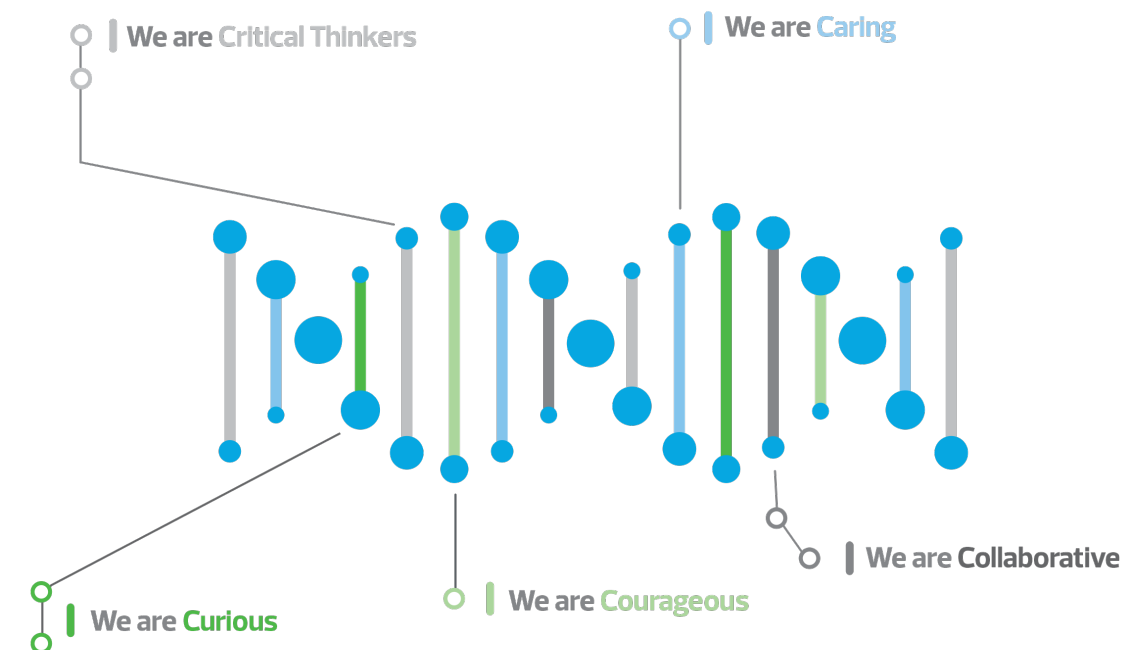 We are Critical Thinkers
We are Caring
We are Collaborative
We are Courageous
We are Curious